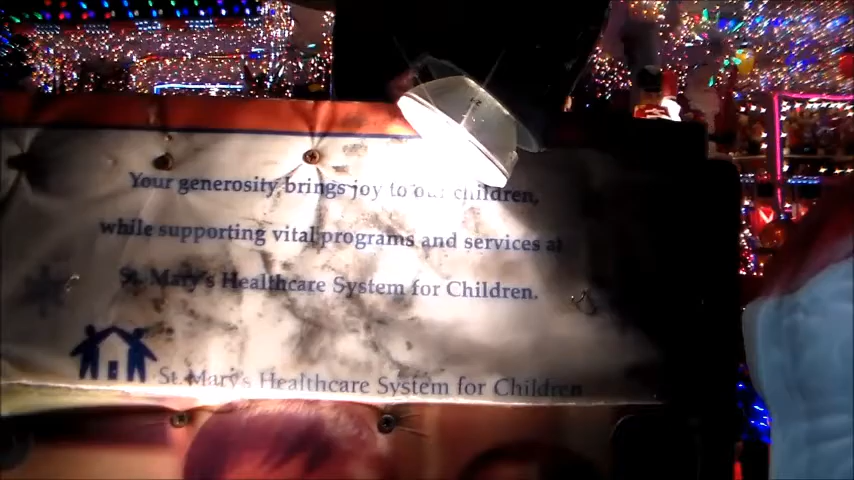 Your generosity brings joy to our children,
while supporting vital programs and services at
St. Mary's Healthcare System for Children.
St. Mary's Healthcare System for Children